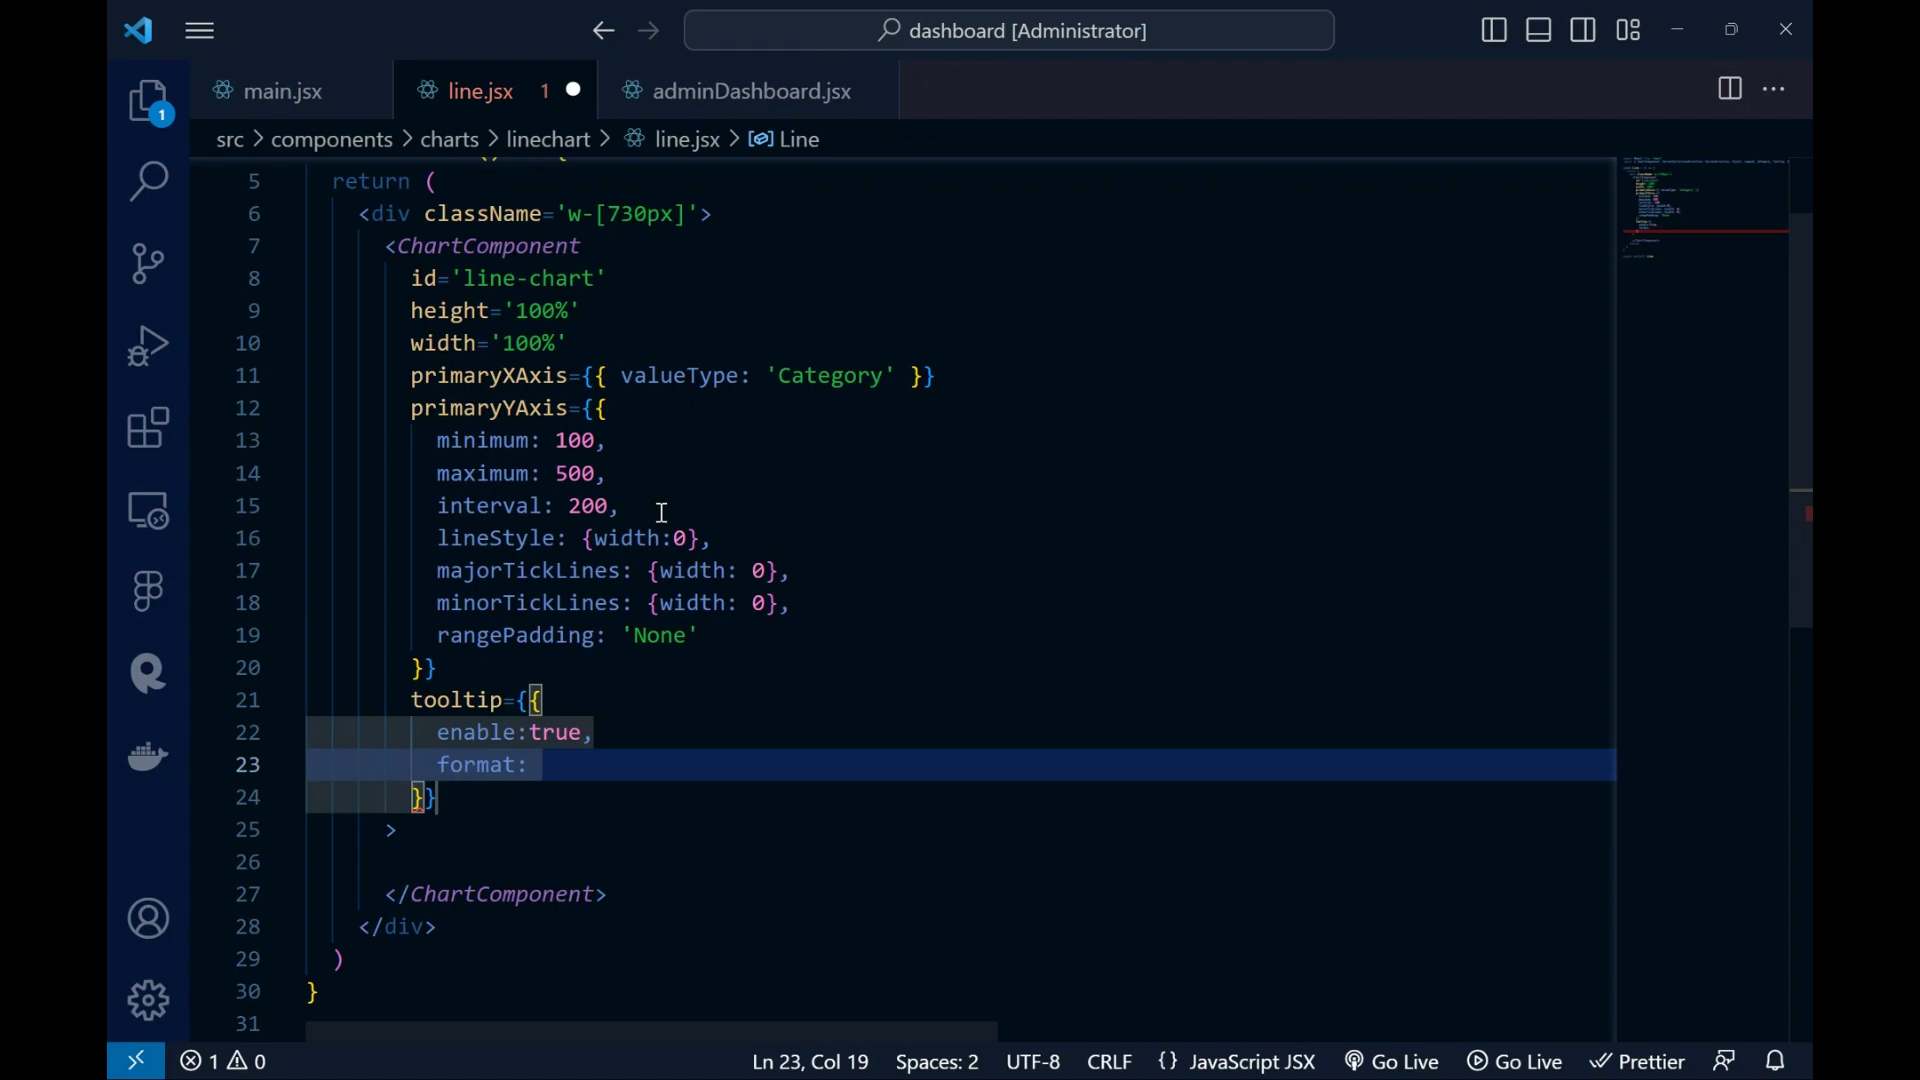 dashboard [Administrator]
main.jsx
line.jsx 1
adminDashboard.jsx
src > components > charts > linechart > line.jsx > Line
1
5 return (
6 <div className='w-[730px]'>
7 <ChartComponent
8 id='line-chart'
9 height='100%'
10 width='100%'
11 primaryXAxis={{ valueType: 'Category' }}
12 primaryYAxis={{
13 minimum: 100,
14 maximum: 500,
15 interval: 200,
16 lineStyle: {width:0},
17 majorTickLines: {width: 0},
18 minorTickLines: {width: 0},
19 rangePadding: 'None'
20 }}
21 tooltip={{
22 enable:true,
23 format:
24 }}
25 >
26
27 </ChartComponent>
28 </div>
29 )
30 }
31
1 0 Ln 23, Col 19 Spaces: 2 UTF-8 CRLF {} JavaScript JSX Go Live Go Live Prettier